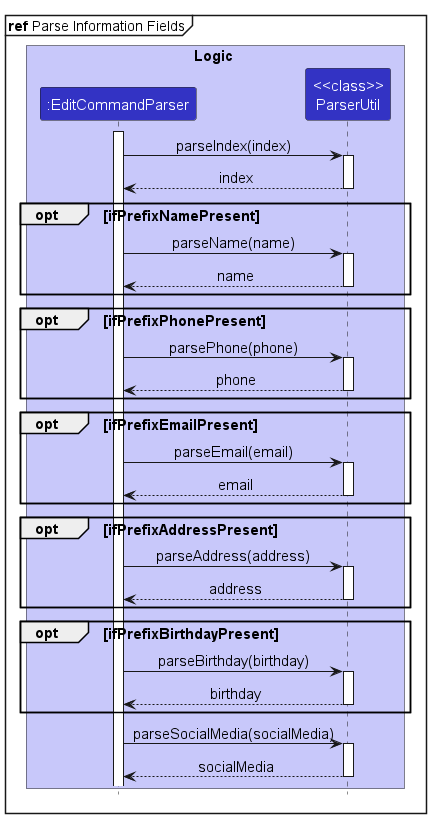 ref Parse Information Fields
Logic
<<class>>
:EditCommandParser
ParserUtil
parseIndex(index)
index
opt [ifPrefixNamePresent]
parseName(name)
name
opt [ifPrefixPhonePresent]
parsePhone(phone)
phone
opt [ifPrefixEmailPresent]
parseEmail(email)
email
opt [ifPrefixAddressPresent]
parseAddress(address)
address
opt [ifPrefixBirthdayPresent]
parseBirthday(birthday)
birthday
parseSocialMedia(socialMedia)
socialMedia